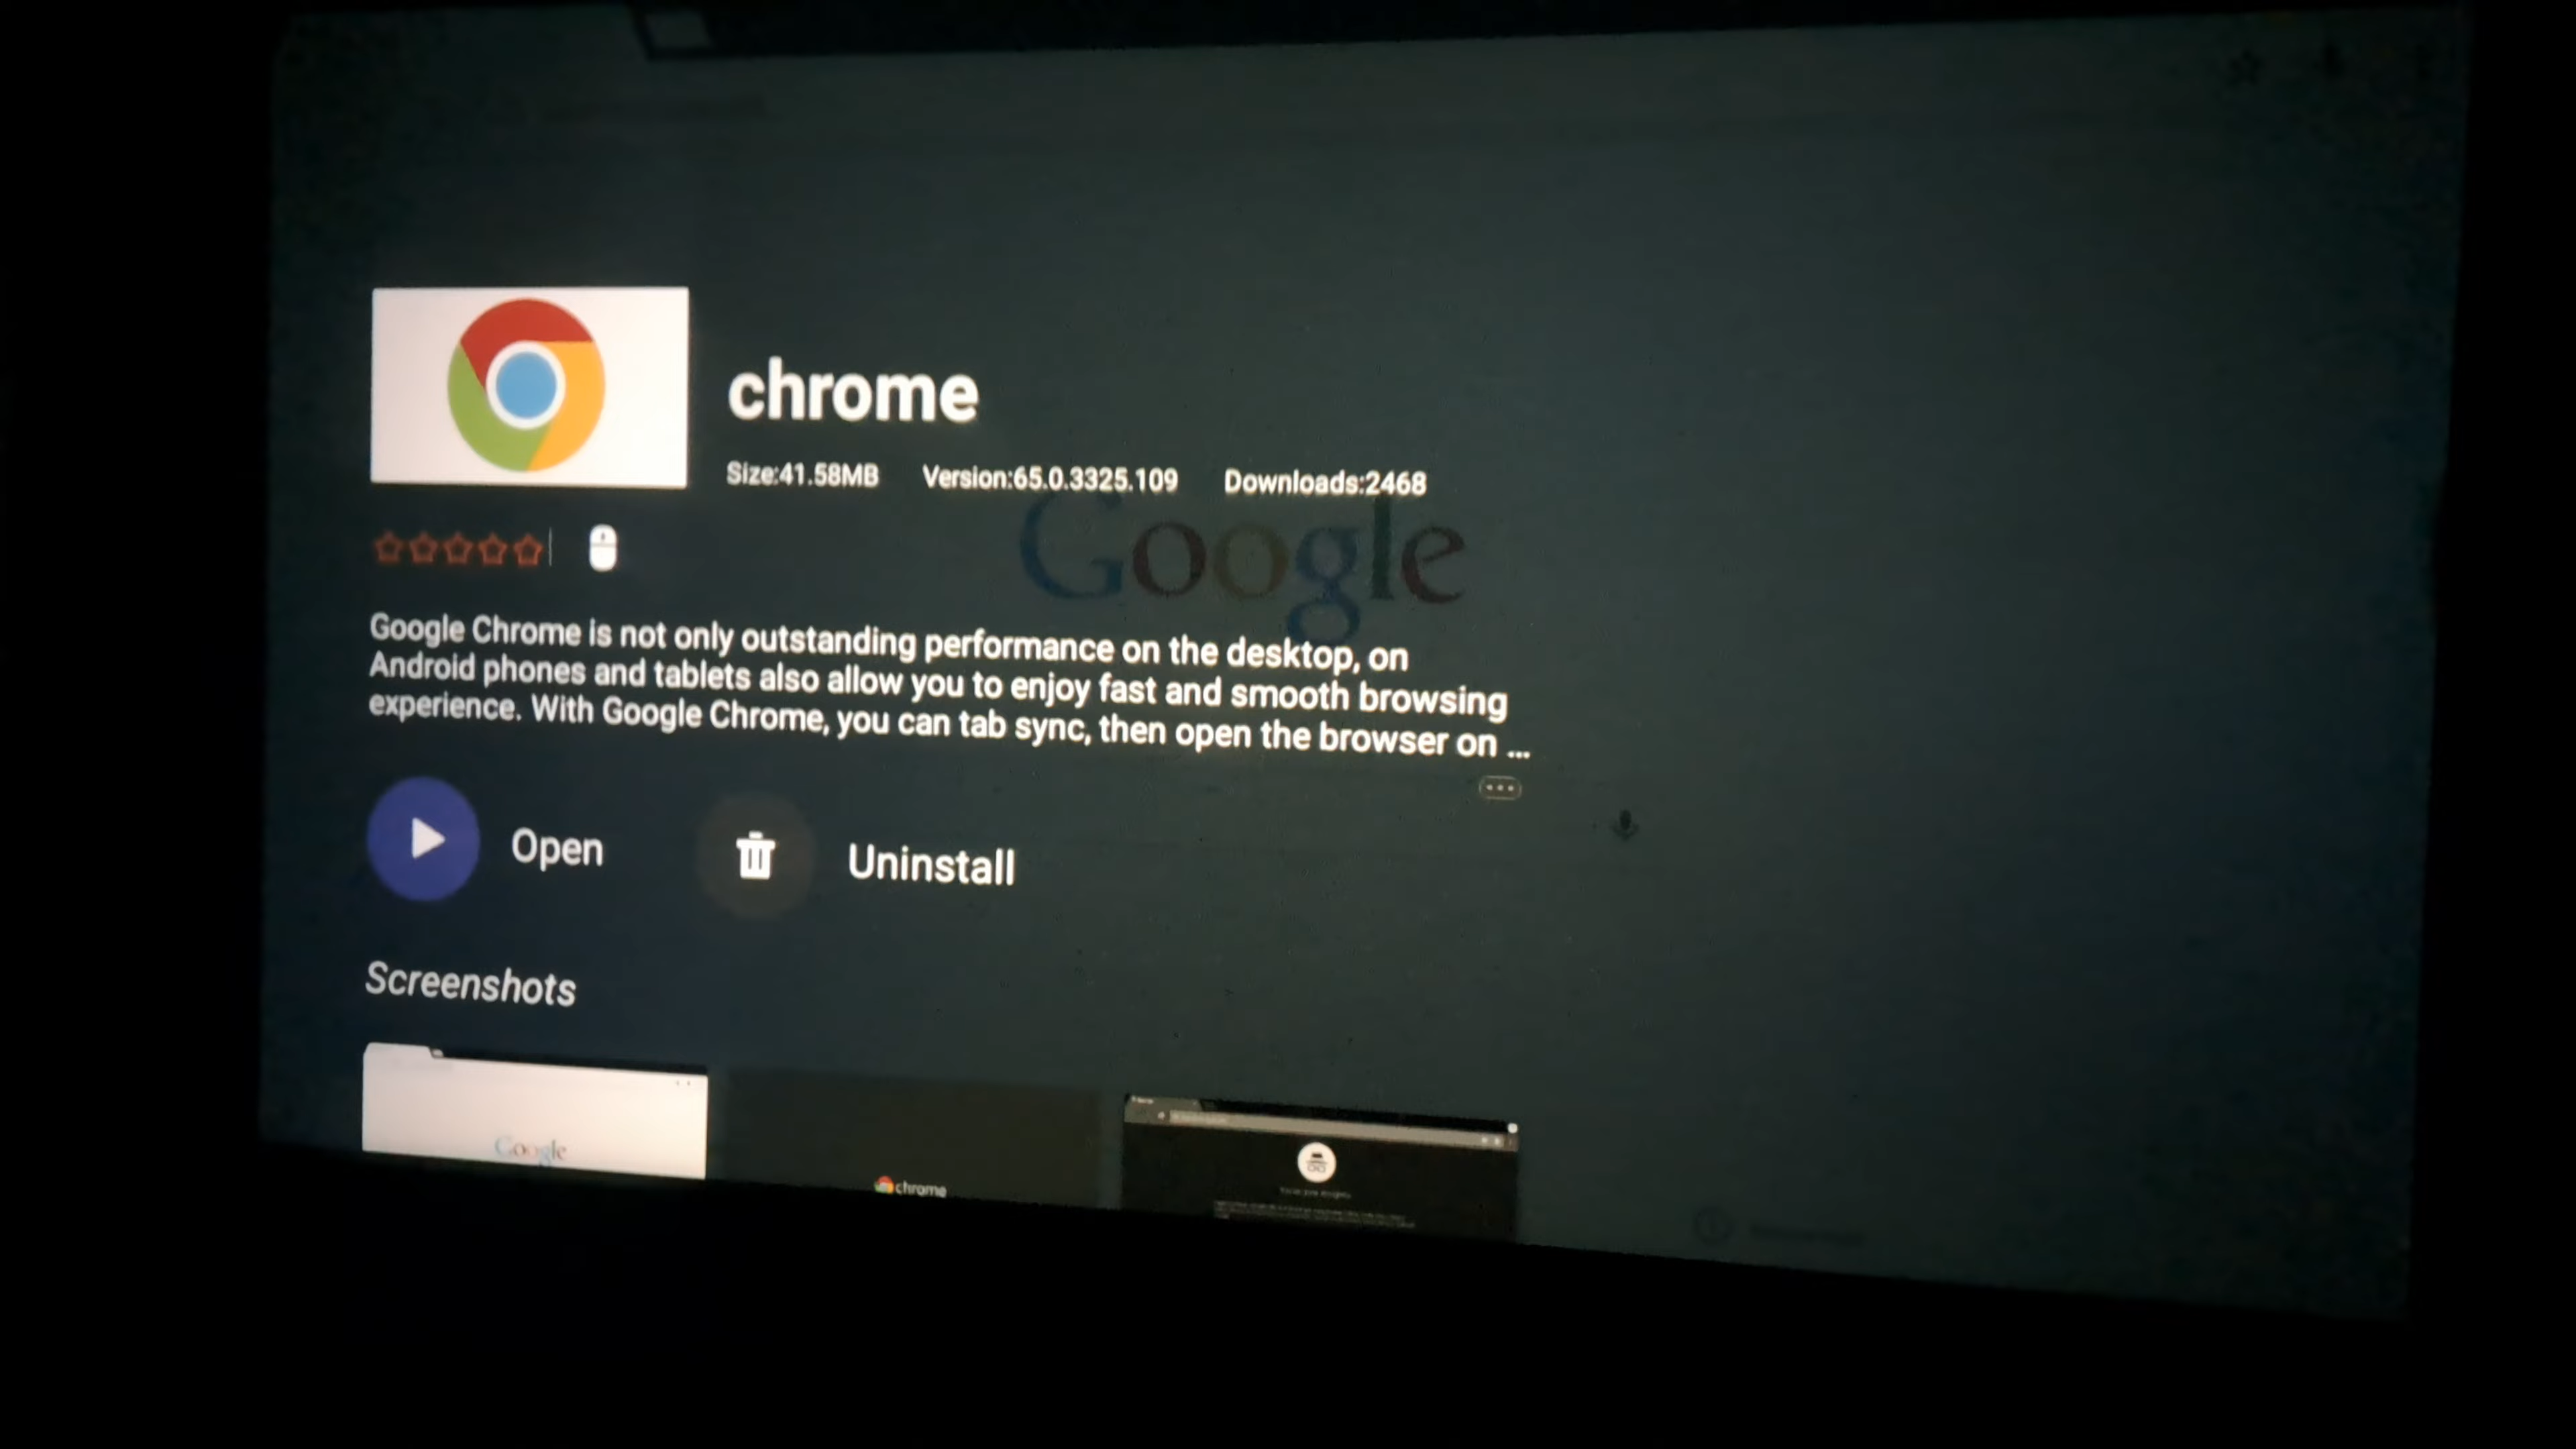 chrome
Size:41.58MB Version:65.0.3325.109 Downloads:2468
Google
Google Chrome is not only outstanding performance on the desktop, on
Android phones and tablets also allow you to enjoy fast and smooth browsing
experience. With Google Chrome, you can tab sync, then open the browser on ...
Open Uninstall
Screenshots
Google
chrome